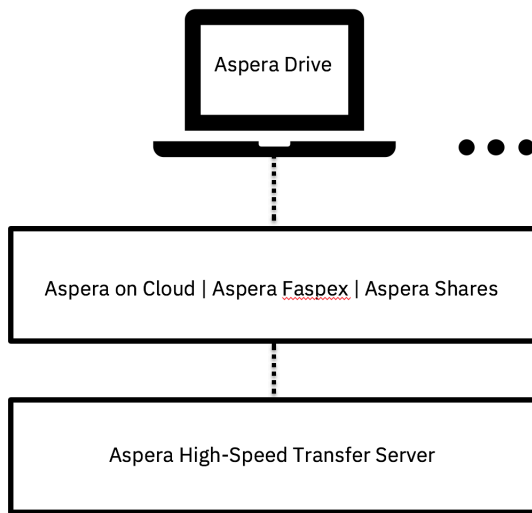 Aspera Drive
Aspera on Cloud | Aspera Faspex | Aspera Shares
Aspera High-Speed Transfer Server